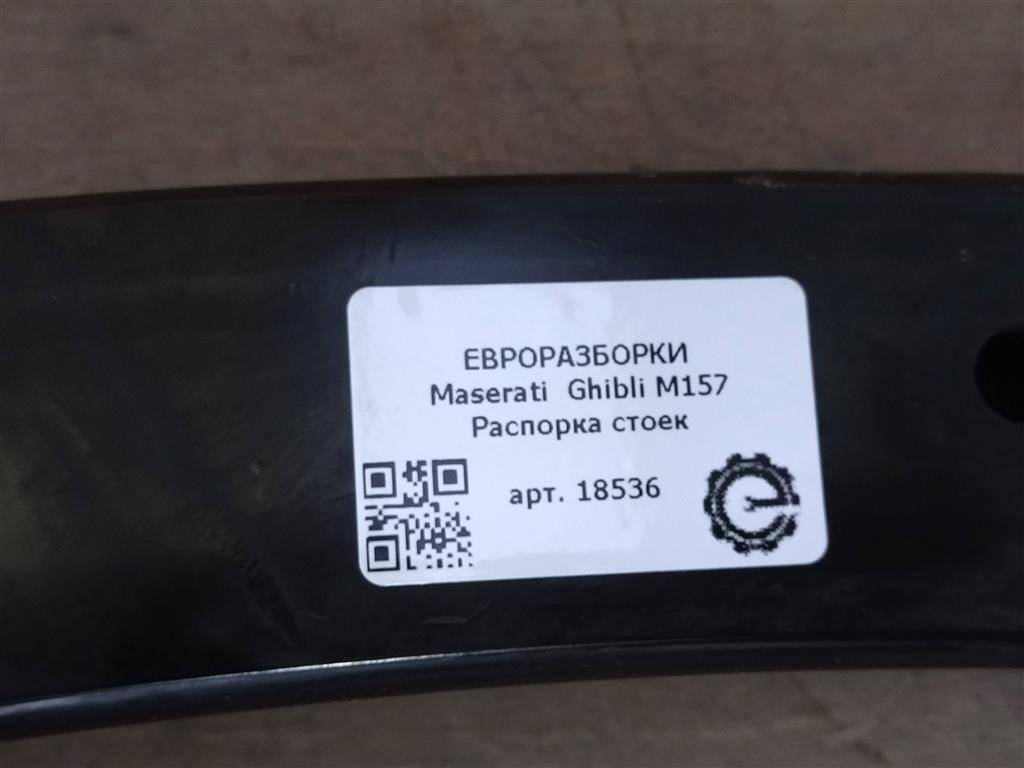 ЕВРОРАЗБОРКИ
Maserati Ghibli M157
Распорка стоек
арт. 18536